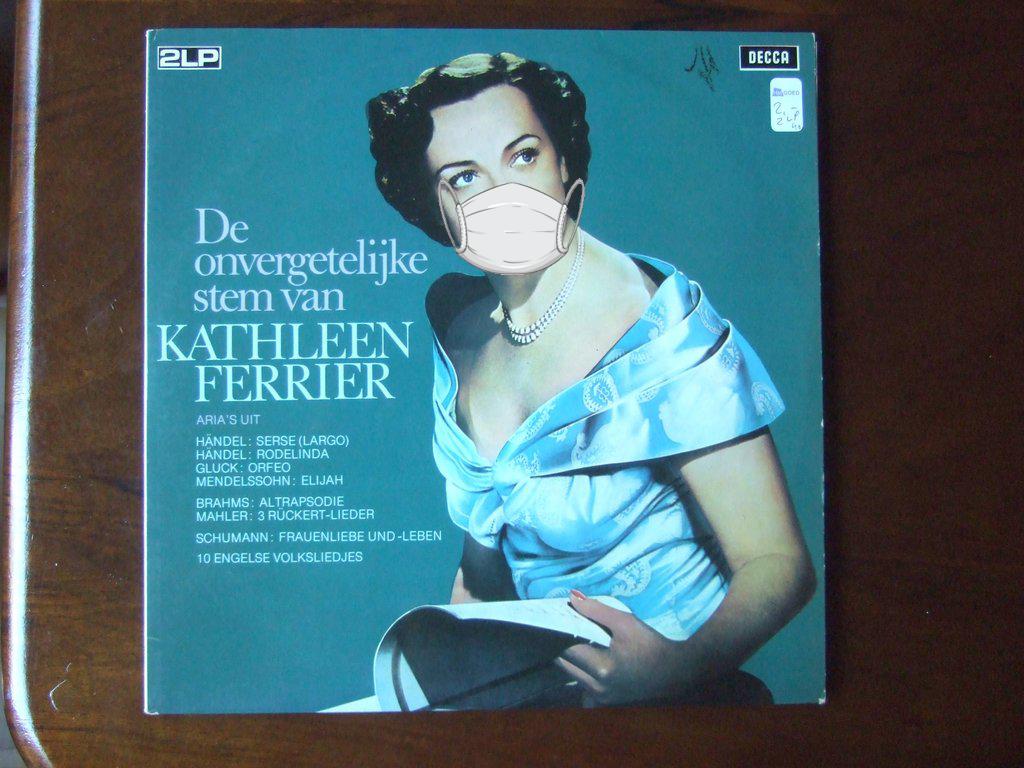 2LP
DECCA
GOED
De
onvergetelijke
stem van
KATHLEEN
FERRIER
ARIA'S UIT
HÄNDEL: SERSE (LARGO)
HÄNDEL: RODELINDA
GLUCK: ORFEO
MENDELSSOHN: ELIJAH
BRAHMS: ALTRAPSODIE
MAHLER: 3 RÜCKERT-LIEDER
SCHUMANN: FRAUENLIEBE UND -LEBEN
10 ENGELSE VOLKSLIEDJES